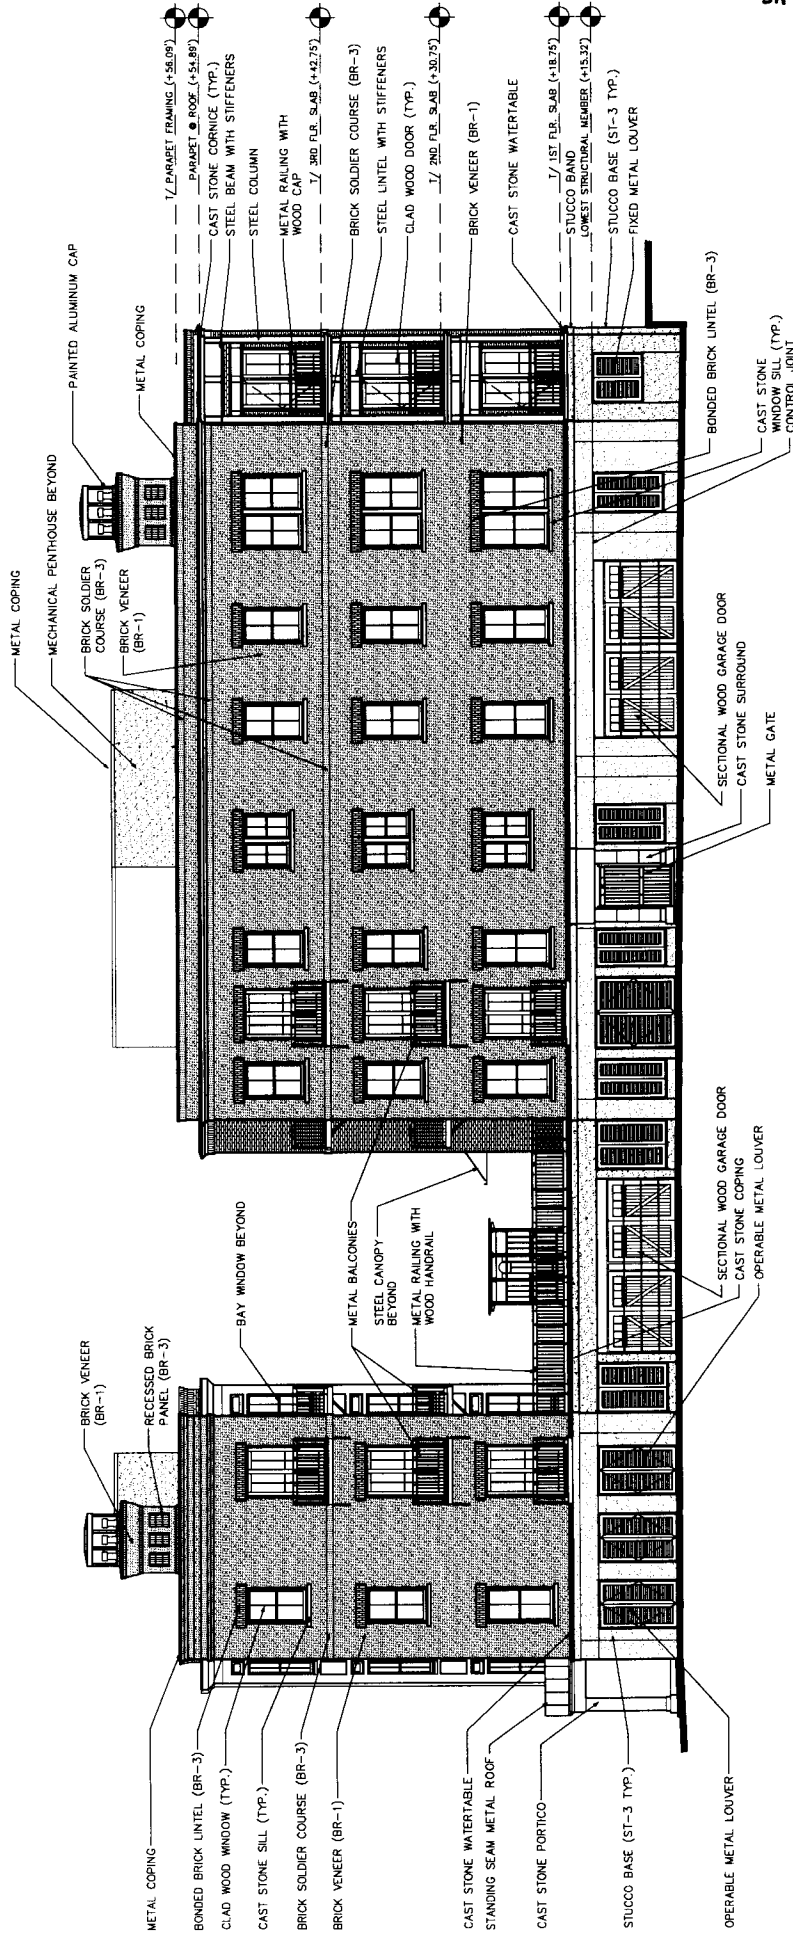 METAL COPING
MECHANICAL PENTHOUSE BEYOND
PAINTED ALUMINUM CAP
METAL COPING
BRICK SOLDIER
COURSE (BR-3)
BRICK VENEER
(BR-1)
T/ PARAPET FRAMING (+56.09')
PARAPET @ ROOF (+54.89')
CAST STONE CORNICE (TYP.)
STEEL BEAM WITH STIFFENERS
STEEL COLUMN
METAL RAILING WITH
WOOD CAP
T/ 3RD FLR. SLAB (+42.75')
BRICK SOLDIER COURSE (BR-3)
STEEL LINTEL WITH STIFFENERS
CLAD WOOD DOOR (TYP.)
T/ 2ND FLR. SLAB (+30.75')
BRICK VENEER (BR-1)
CAST STONE WATERTABLE
T/ 1ST FLR. SLAB (+18.75')
STUCCO BAND
LOWEST STRUCTURAL MEMBER (+15.32')
STUCCO BASE (ST-3 TYP.)
FIXED METAL LOUVER
BRICK VENEER
(BR-1)
RECESSED BRICK
PANEL (BR-3)
BAY WINDOW BEYOND
METAL BALCONIES
STEEL CANOPY
BEYOND
METAL RAILING WITH
WOOD HANDRAIL
METAL COPING
BONDED BRICK LINTEL (BR-3)
CLAD WOOD WINDOW (TYP.)
CAST STONE SILL (TYP.)
BRICK SOLDIER COURSE (BR-3)
BRICK VENEER (BR-1)
CAST STONE WATERTABLE
STANDING SEAM METAL ROOF
CAST STONE PORTICO
STUCCO BASE (ST-3 TYP.)
OPERABLE METAL LOUVER
SECTIONAL WOOD GARAGE DOOR
CAST STONE COPING
OPERABLE METAL LOUVER
SECTIONAL WOOD GARAGE DOOR
CAST STONE SURROUND
METAL GATE
BONDED BRICK LINTEL (BR-3)
CAST STONE
WINDOW SILL (TYP.)
CONTROL JOINT